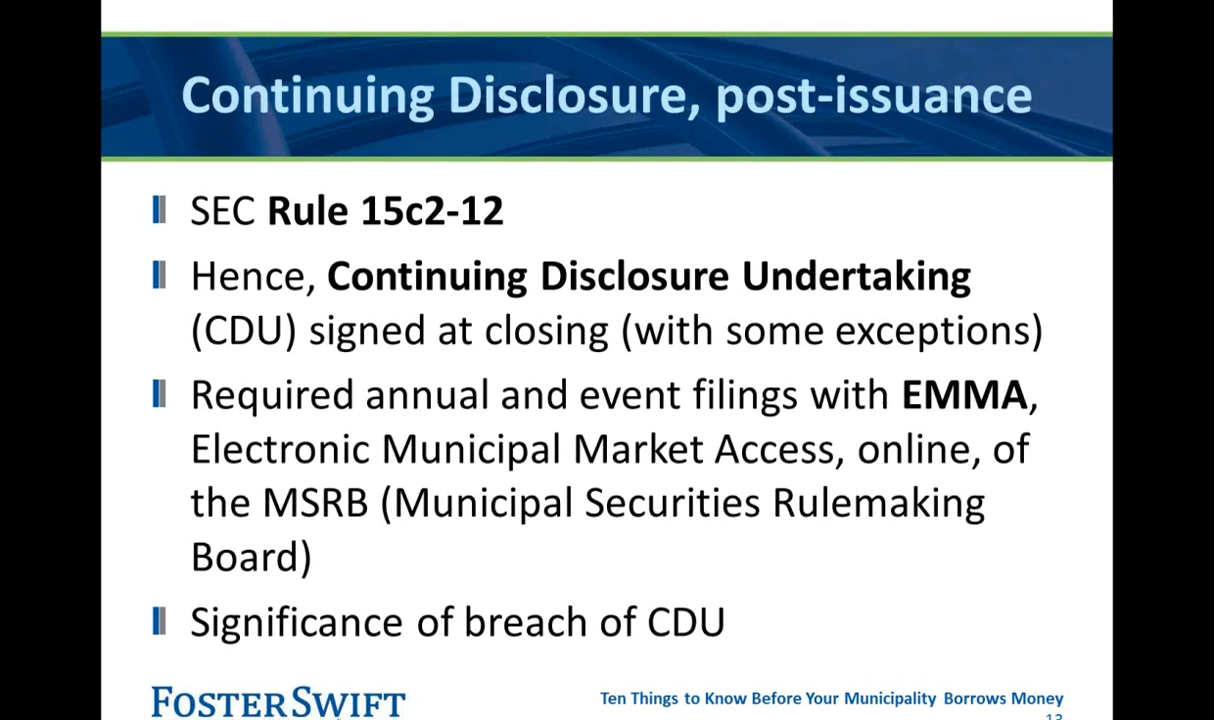 Continuing Disclosure, post-issuance
SEC Rule 15c2-12
Hence, Continuing Disclosure Undertaking
(CDU) signed at closing (with some exceptions)
Required annual and event filings with EMMA,
Electronic Municipal Market Access, online, of
the MSRB (Municipal Securities Rulemaking
Board)
Significance of breach of CDU
FOSTER SWIFT
Ten Things to Know Before Your Municipality Borrows Money
13